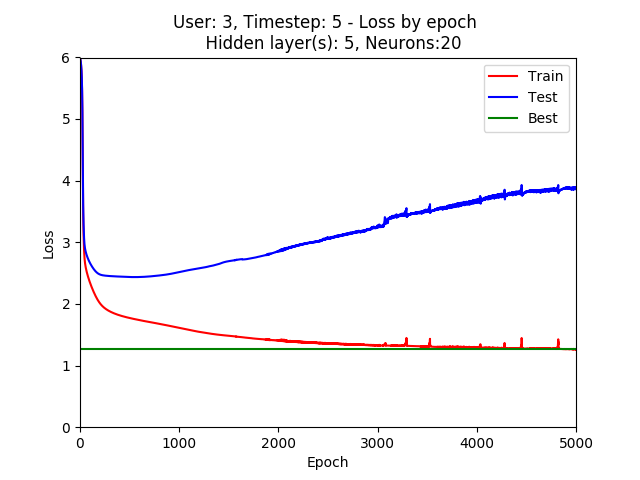 User: 3, Timestep: 5 - Loss by epoch
Hidden layer(s): 5, Neurons:20
6
5
4
3
2
1
0
Loss
Train
Test
Best
0 1000 2000 3000 4000 5000
Epoch